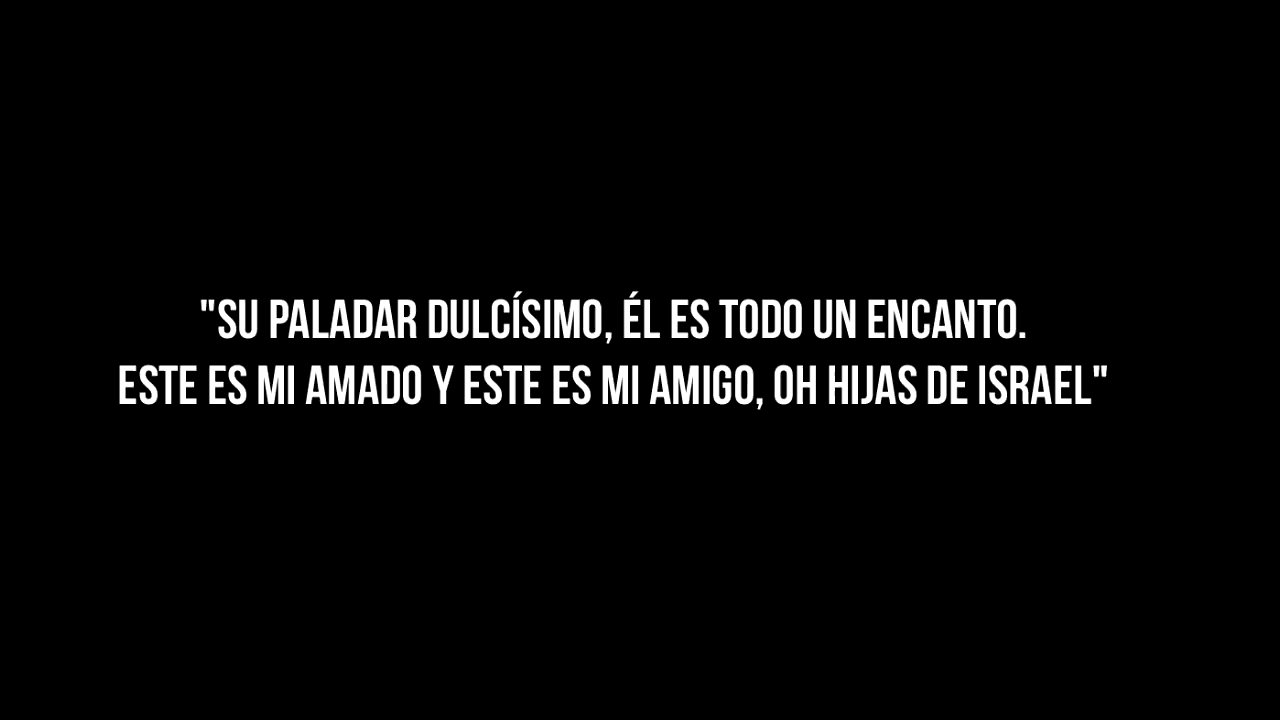 "SU PALADAR DULCÍSIMO, ÉL ES TODO UN ENCANTO.
ESTE ES MI AMADO Y ESTE ES MI AMIGO, OH HIJAS DE ISRAEL"